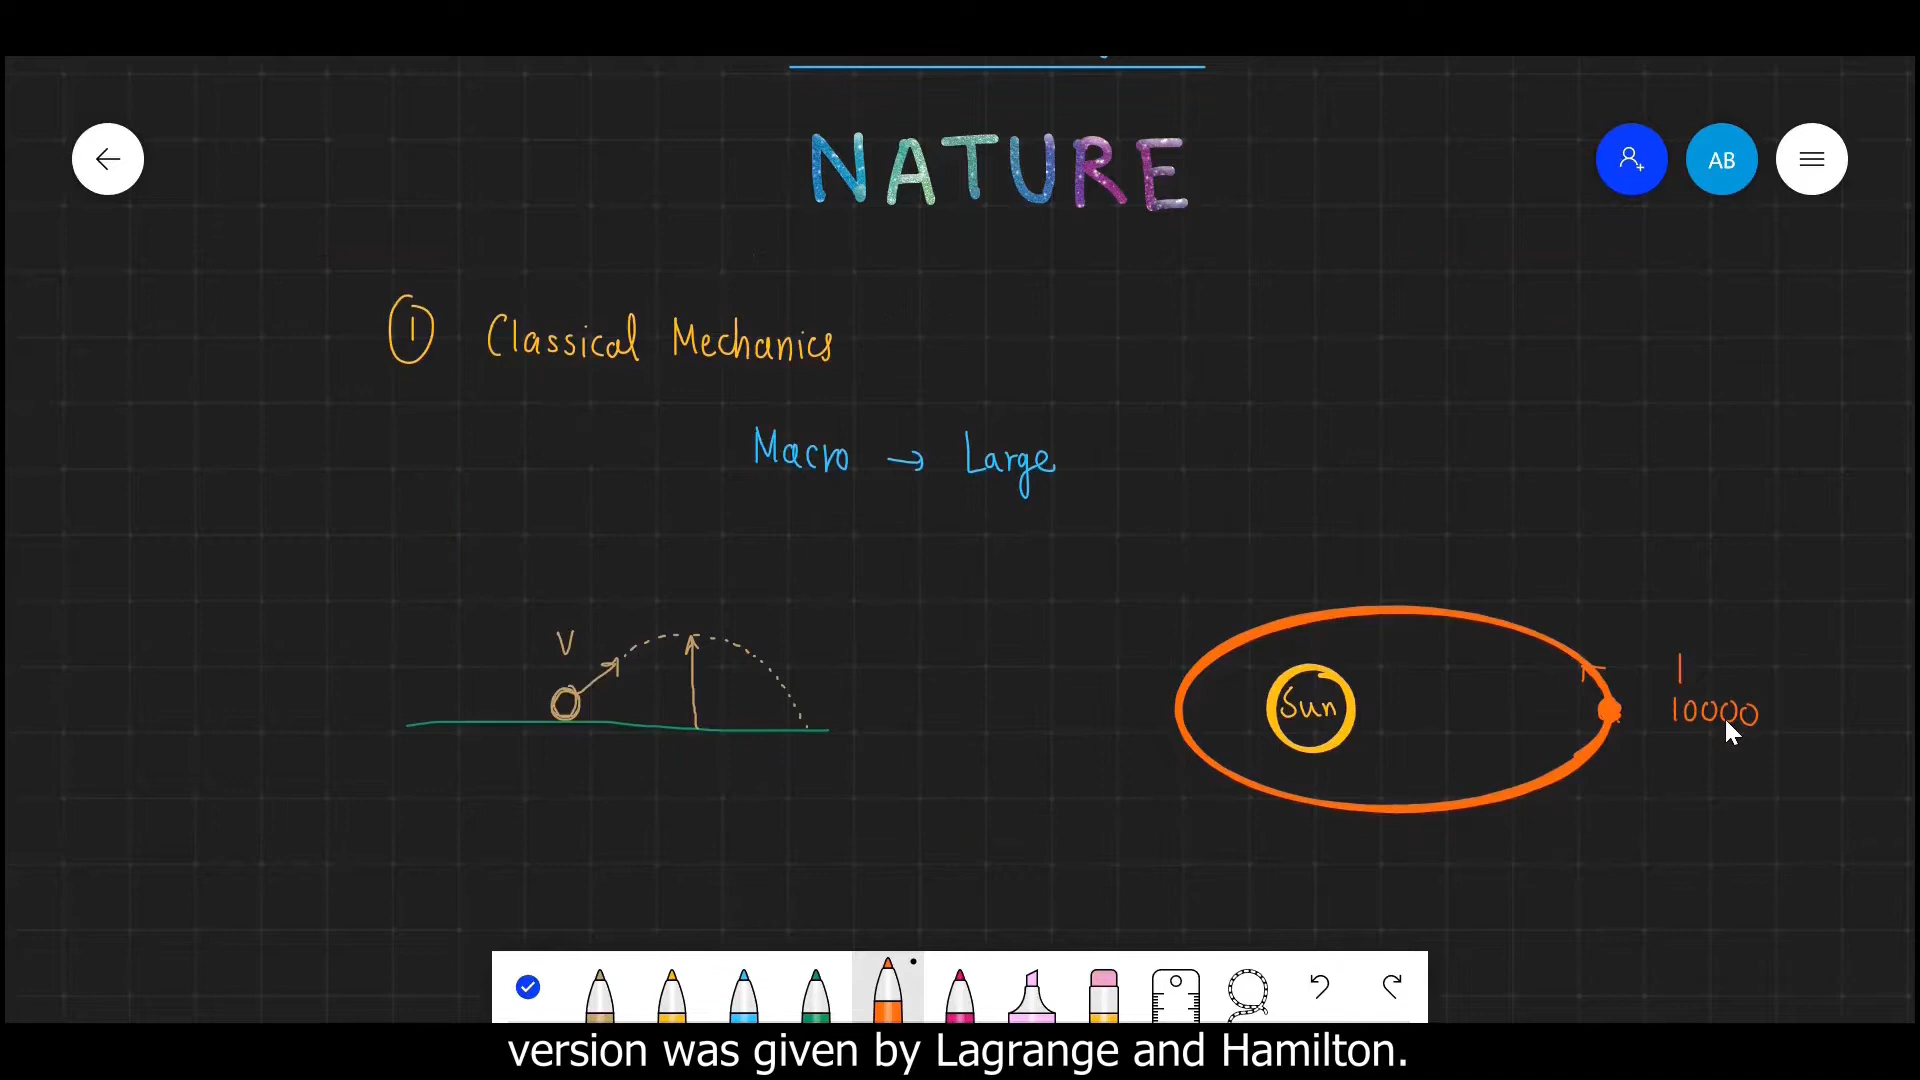 NATURE
AB
1 Classical Mechanics
Macro → Large
V
Sun
1
10000
version was given by Lagrange and Hamilton.